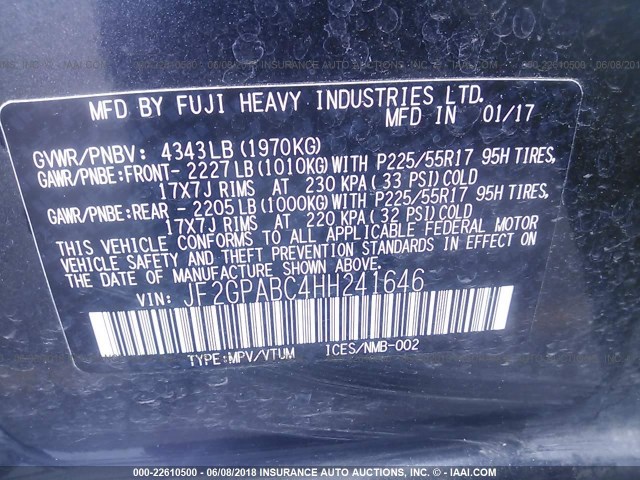 MFD BY FUJI HEAVY INDUSTRIES LTD.
MFD IN 01/17
GVWR/PNBV: 4343LB(1970KG)
GAWR/PNBE:FRONT- 2227LB(1010KG)WITH P225/55R17 95H TIRES,
17X7J RIMS AT 230 KPA(33 PSI)COLD
GAWR/PNBE:REAR - 2205LB(1000KG)WITH P225/55R17 95H TIRES,
17X7J RIMS AT 220 KPA(32 PSI)COLD
THIS VEHICLE CONFORMS TO ALL APPLICABLE FEDERAL MOTOR
VEHICLE SAFETY AND THEFT PREVENTION STANDARDS IN EFFECT ON
THE DATE OF MANUFACTURE SHOWN ABOVE.
VIN: JF2GPABC4HH241646
TYPE:MPV/VTUM ICES/NMB-002
000-22610500 - 06/08/2018 INSURANCE AUTO AUCTIONS, INC. (C) - IAAI.COM